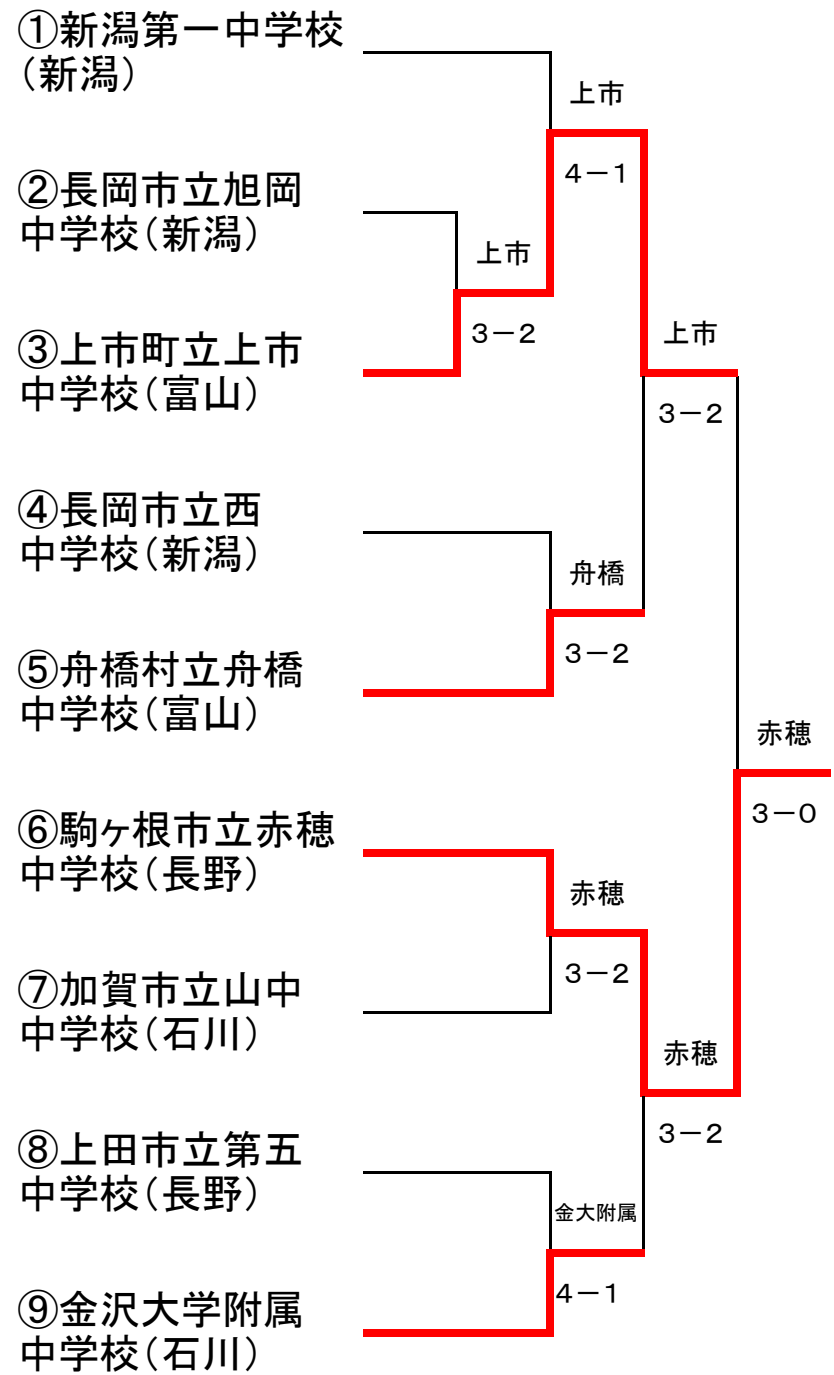 ①新潟第一中学校
（新潟）
上市
4－1
②長岡市立旭岡
中学校（新潟）
上市
3－2
③上市町立上市
中学校（富山）
上市
3－2
④長岡市立西
中学校（新潟）
舟橋
3－2
⑤舟橋村立舟橋
中学校（富山）
赤穂
3－0
⑥駒ヶ根市立赤穂
中学校（長野）
赤穂
3－2
⑦加賀市立山中
中学校（石川）
赤穂
3－2
⑧上田市立第五
中学校（長野）
金大附属
4－1
⑨金沢大学附属
中学校（石川）